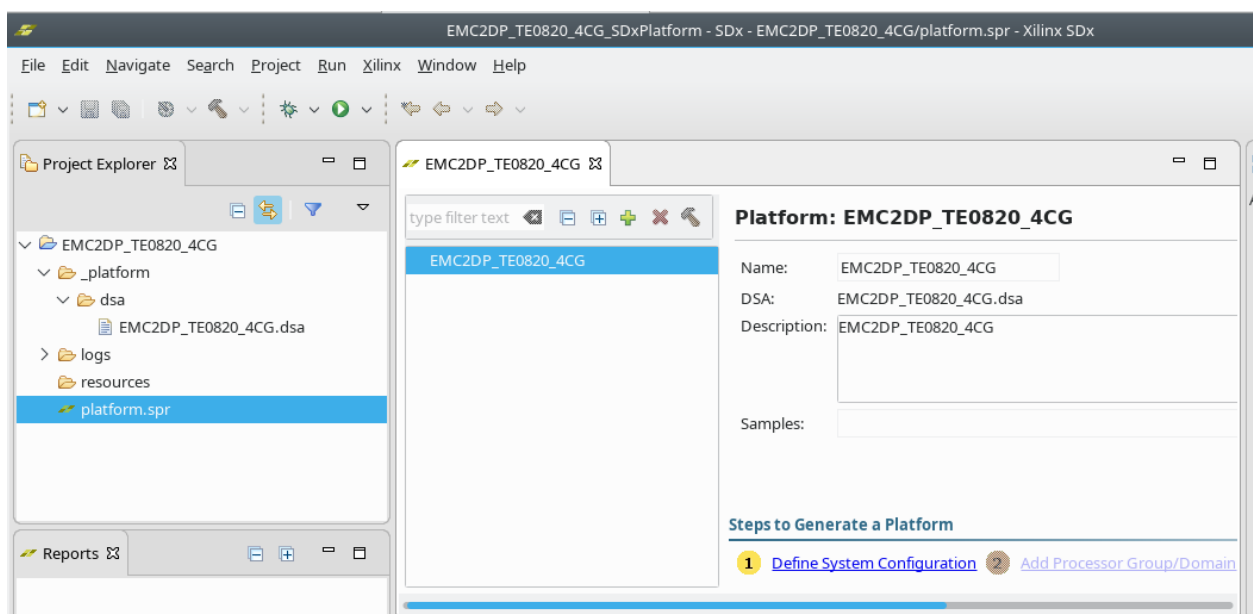 EMC2DP_TE0820_4CG_SDxPlatform - SDx - EMC2DP_TE0820_4CG/platform.spr - Xilinx SDx
File Edit Navigate Search Project Run Xilinx Window Help
Project Explorer
EMC2DP_TE0820_4CG
_platform
dsa
EMC2DP_TE0820_4CG.dsa
logs
resources
platform.spr
Reports
EMC2DP_TE0820_4CG
type filter text
EMC2DP_TE0820_4CG
Platform: EMC2DP_TE0820_4CG
Name: EMC2DP_TE0820_4CG
DSA: EMC2DP_TE0820_4CG.dsa
Description: EMC2DP_TE0820_4CG
Samples:
Steps to Generate a Platform
1 Define System Configuration 2 Add Processor Group/Domain